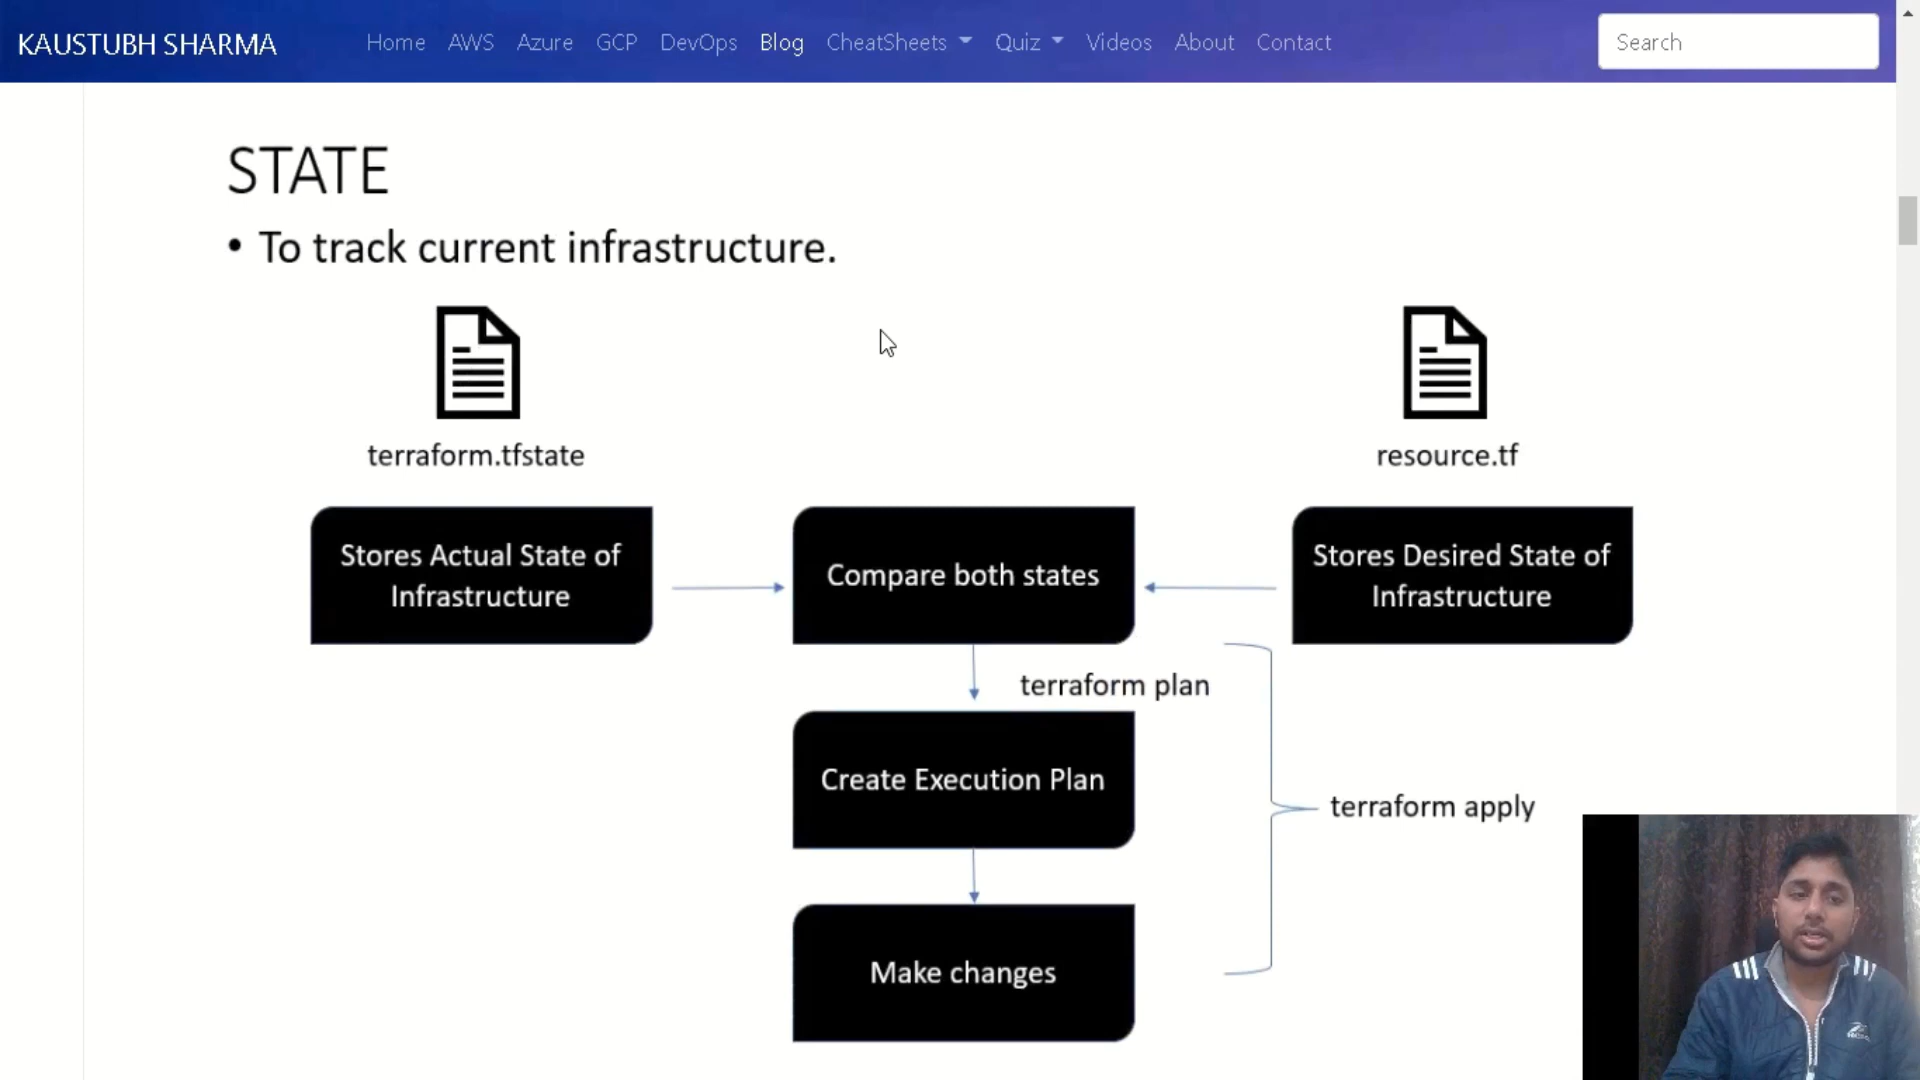 KAUSTUBH SHARMA
Home AWS Azure GCP DevOps Blog CheatSheets Quiz Videos About Contact
Search
STATE
• To track current infrastructure.
terraform.tfstate
resource.tf
Stores Actual State of
Infrastructure
Compare both states
Stores Desired State of
Infrastructure
terraform plan
Create Execution Plan
terraform apply
Make changes